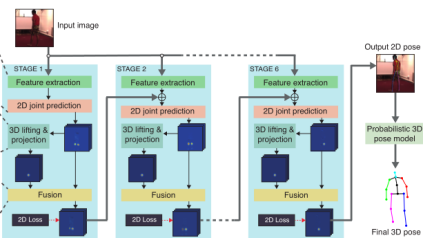 Input image
Output 2D pose
STAGE 1
Feature extraction
2D joint prediction
3D lifting &
projection
Fusion
2D Loss
STAGE 2
Feature extraction
2D joint prediction
3D lifting &
projection
Fusion
2D Loss
STAGE 6
Feature extraction
2D joint prediction
3D lifting &
projection
Fusion
2D Loss
Probabilistic 3D
pose model
Final 3D pose